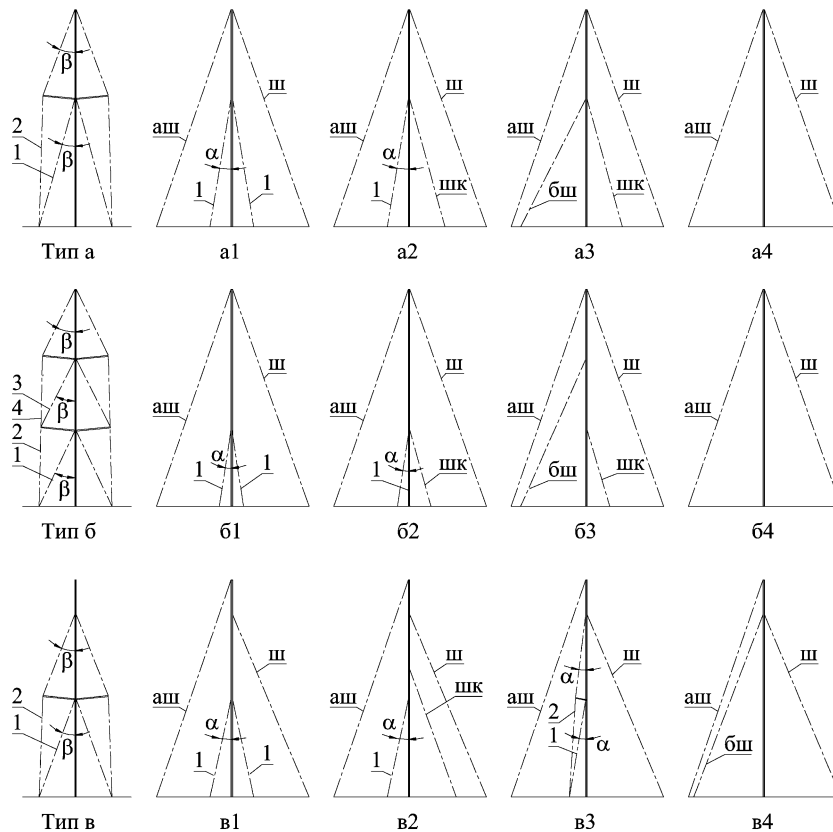 β
β
2
1
Тип а
аш
ш
α
1
1
а1
аш
ш
α
1
шк
а2
аш
ш
бш
шк
а3
аш
ш
а4
β
3
4
2
1
β
β
Тип б
аш
ш
α
1
1
б1
аш
ш
α
1
шк
б2
аш
ш
бш
шк
б3
аш
ш
б4
β
2
1
β
Тип в
аш
ш
α
1
1
в1
аш
ш
шк
α
1
в2
аш
ш
α
2
1
α
в3
аш
ш
бш
в4